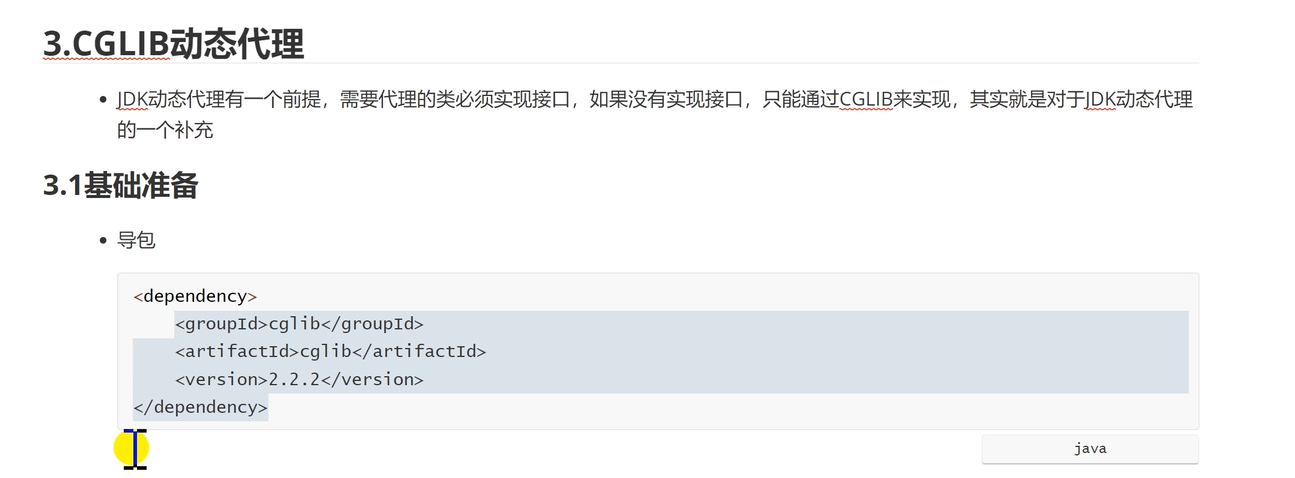 3.CGLIB动态代理
JDK动态代理有一个前提，需要代理的类必须实现接口，如果没有实现接口，只能通过CGLIB来实现，其实就是对于JDK动态代理
的一个补充
3.1基础准备
导包
<dependency>
    <groupId>cglib</groupId>
    <artifactId>cglib</artifactId>
    <version>2.2.2</version>
</dependency>
java